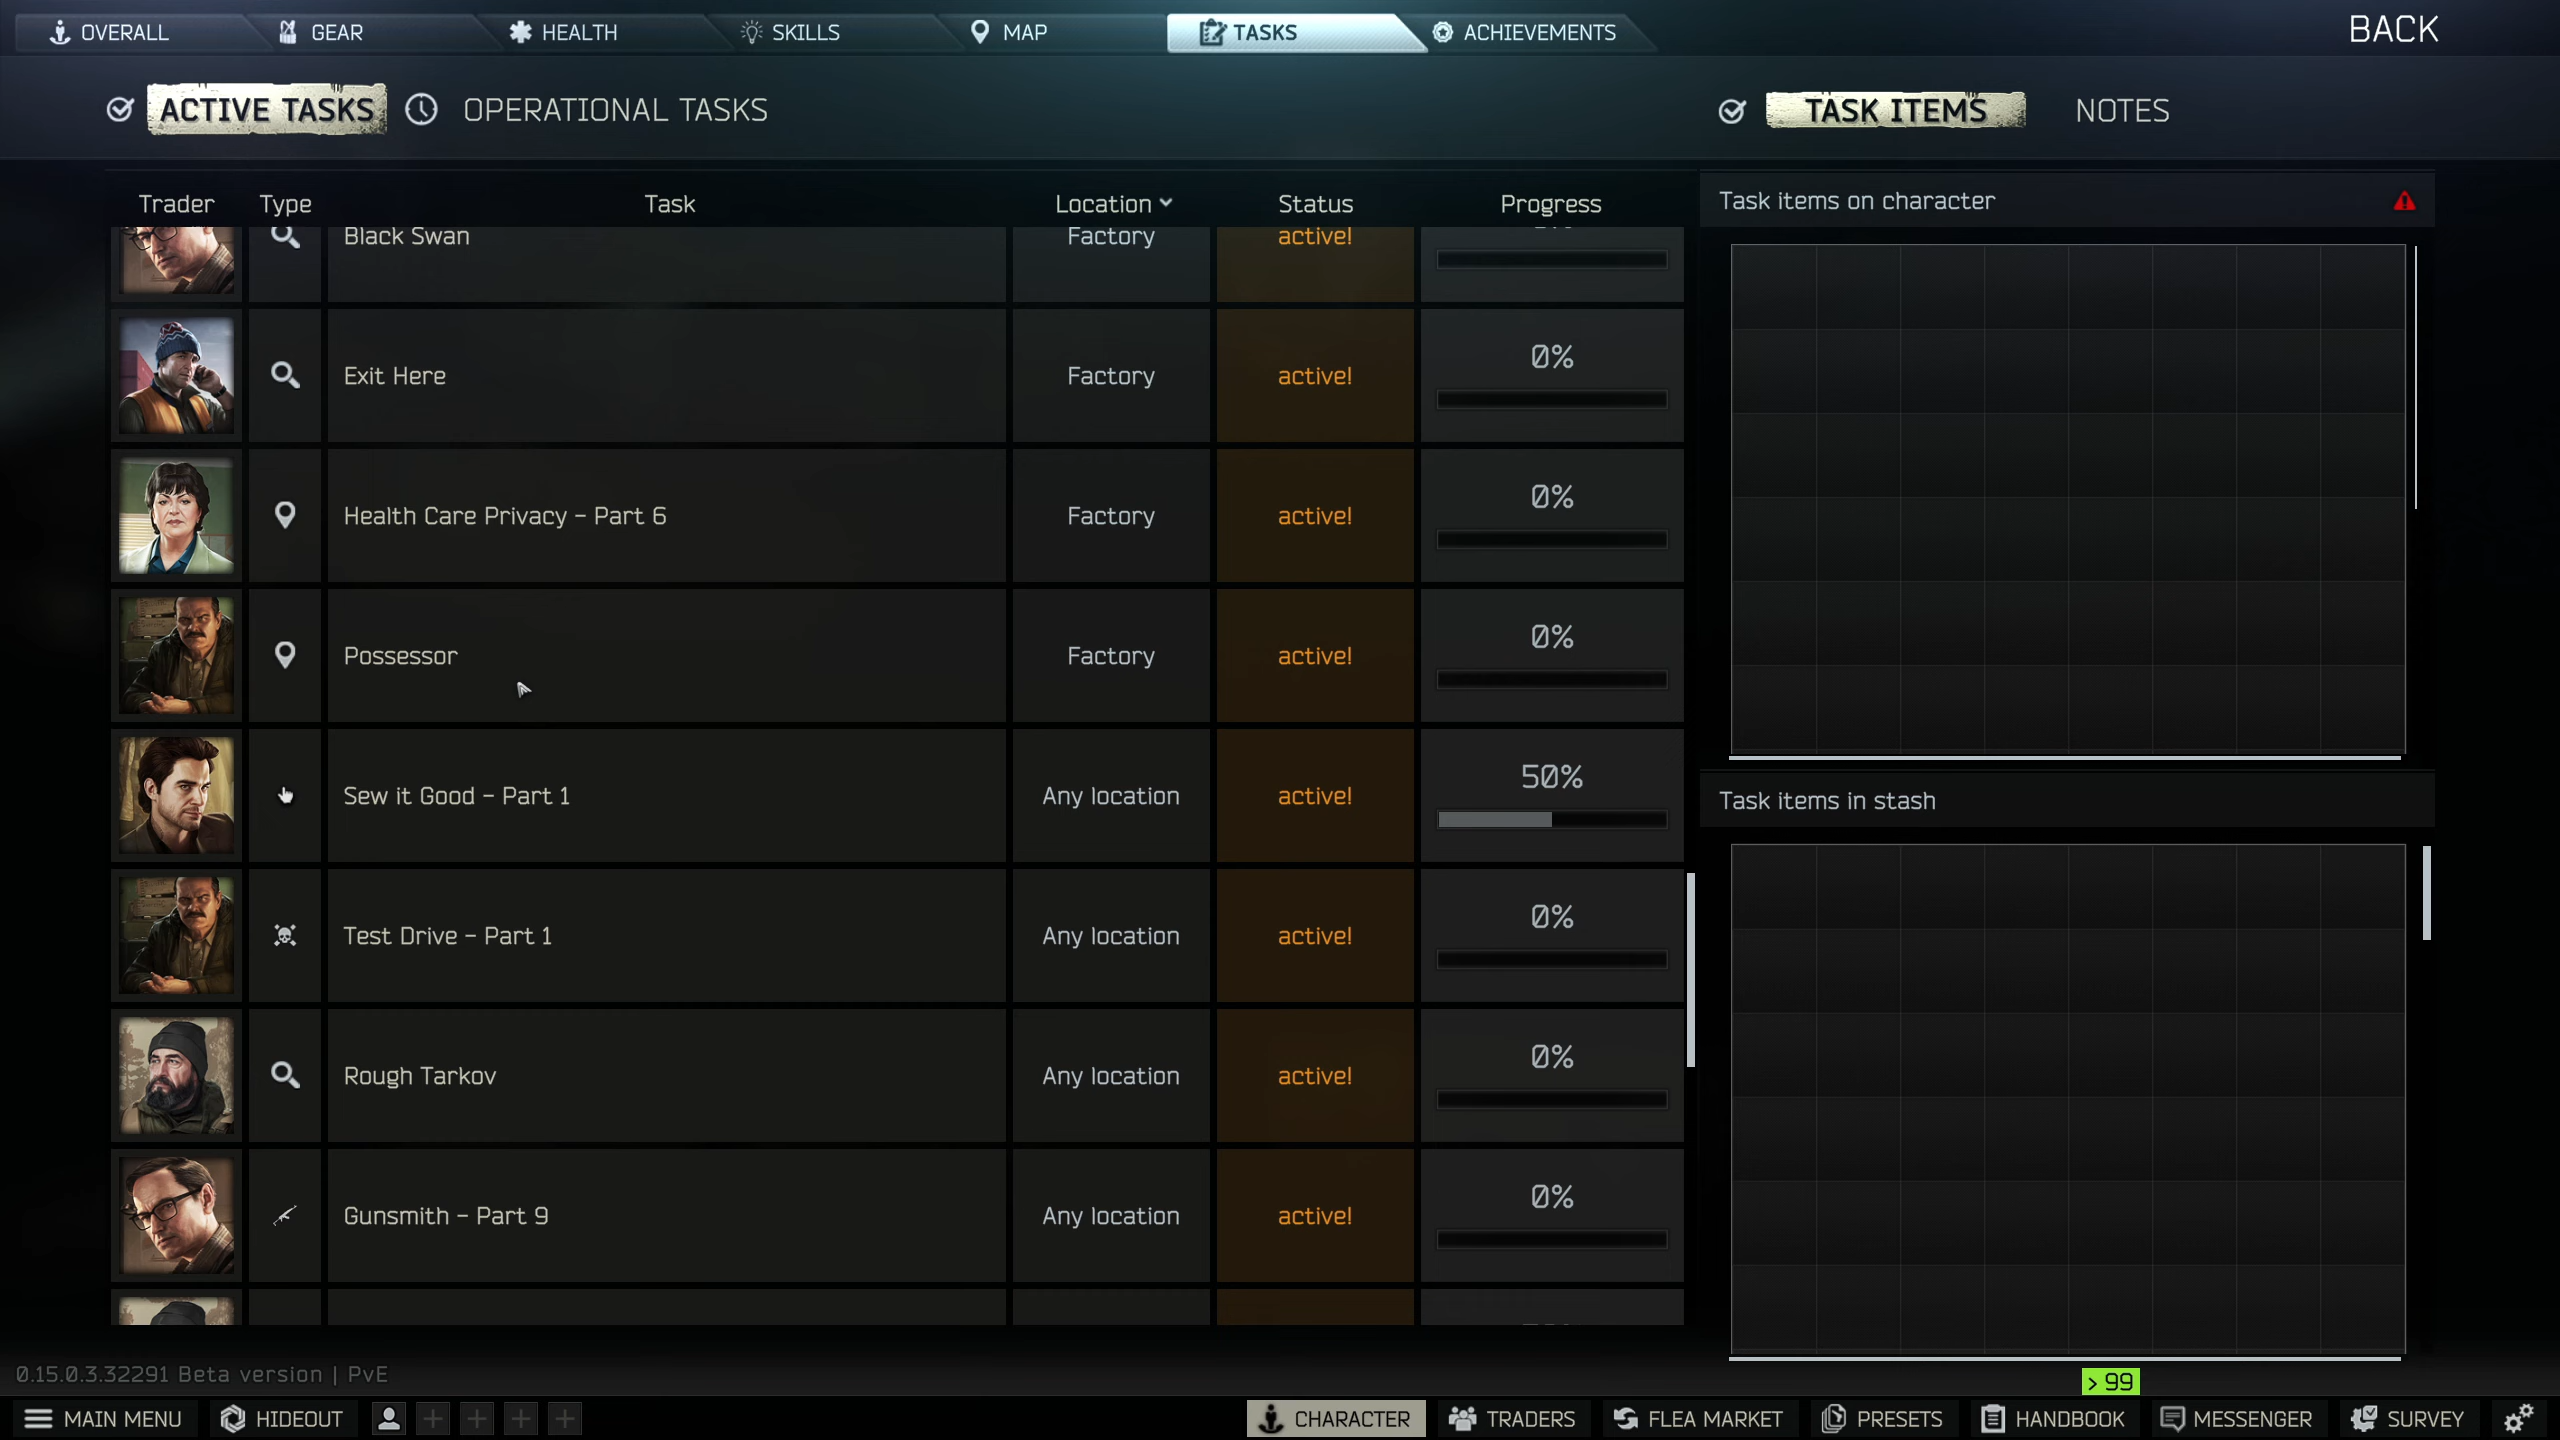 OVERALL GEAR HEALTH SKILLS MAP TASKS ACHIEVEMENTS BACK
ACTIVE TASKS OPERATIONAL TASKS TASK ITEMS NOTES
Trader Type Task Location Status Progress
Task items on character
Black Swan Factory active!
Exit Here Factory active! 0%
Health Care Privacy - Part 6 Factory active! 0%
Possessor Factory active! 0%
Sew it Good - Part 1 Any location active! 50%
Task items in stash
Test Drive - Part 1 Any location active! 0%
Rough Tarkov Any location active! 0%
Gunsmith - Part 9 Any location active! 0%
0.15.0.3.32291 Beta version | PvE
> 99
MAIN MENU HIDEOUT CHARACTER TRADERS FLEA MARKET PRESETS HANDBOOK MESSENGER SURVEY